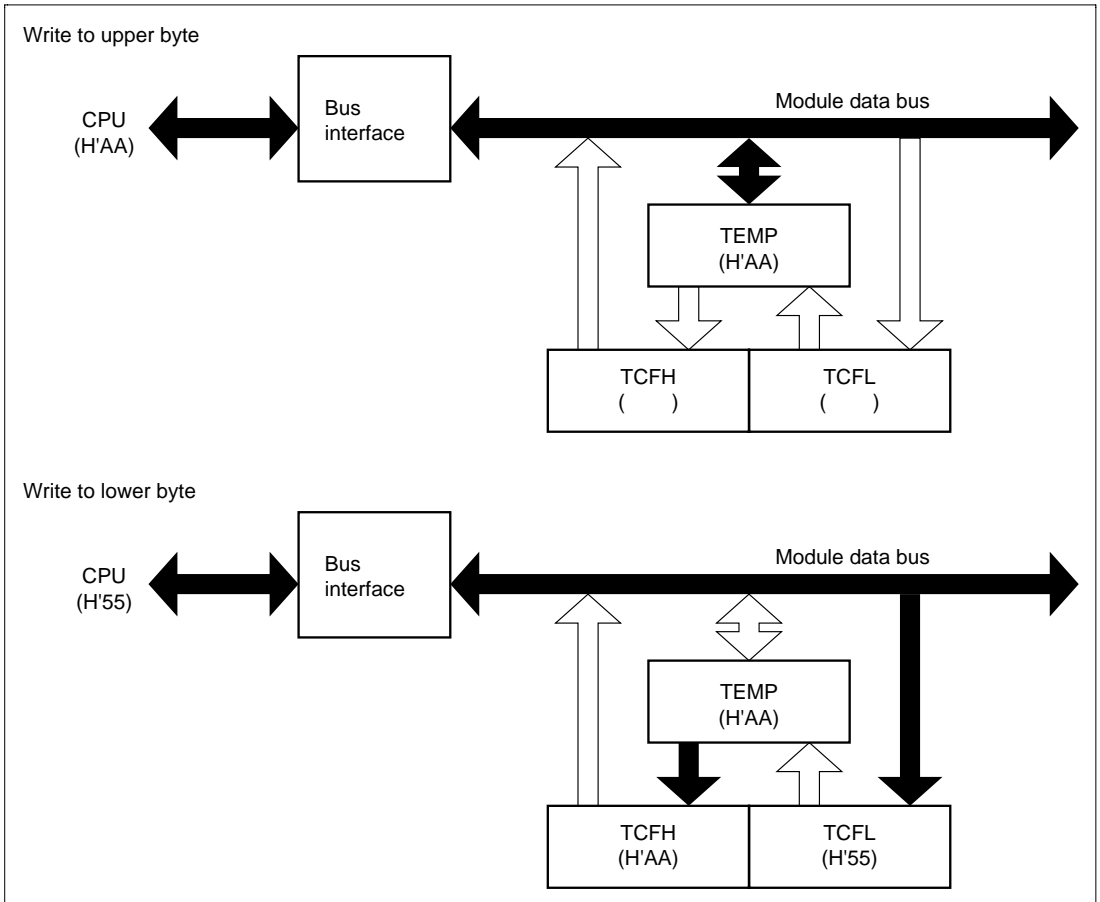 Write to upper byte
CPU
(H'AA)
Bus
interface
Module data bus
TEMP
(H'AA)
TCFH
(      )
TCFL
(      )
Write to lower byte
CPU
(H'55)
Bus
interface
Module data bus
TEMP
(H'AA)
TCFH
(H'AA)
TCFL
(H'55)